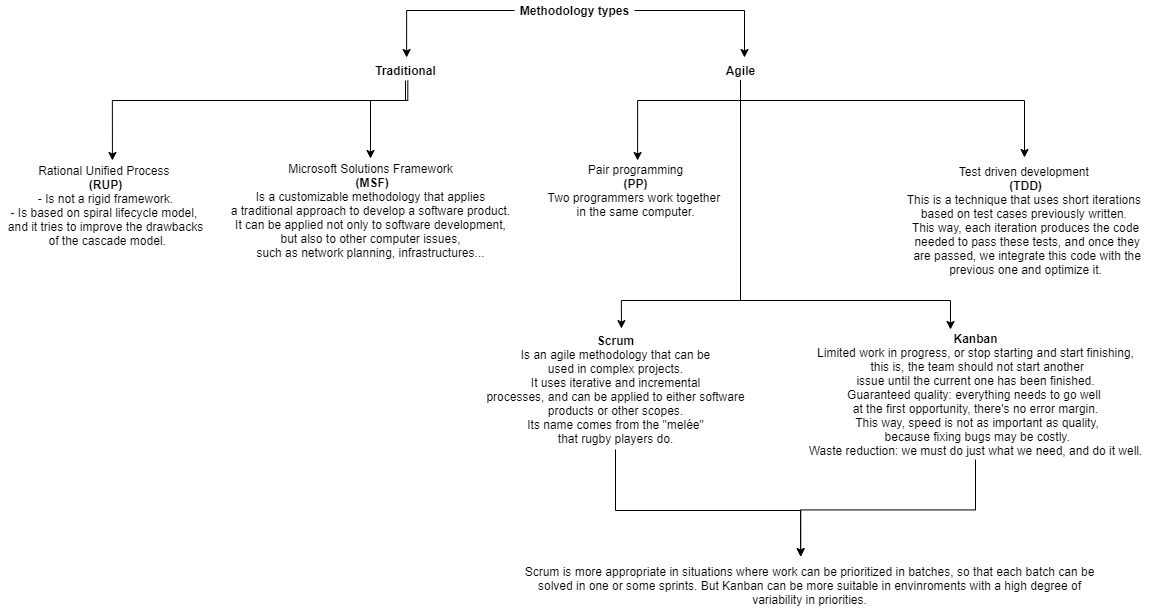 Methodology types
Traditional
Agile
Rational Unified Process
(RUP)
- Is not a rigid framework.
- Is based on spiral lifecycle model,
and it tries to improve the drawbacks
of the cascade model.
Microsoft Solutions Framework
(MSF)
Is a customizable methodology that applies
a traditional approach to develop a software product.
It can be applied not only to software development,
but also to other computer issues,
such as network planning, infrastructures...
Pair programming
(PP)
Two programmers work together
in the same computer.
Test driven development
(TDD)
This is a technique that uses short iterations
based on test cases previously written.
This way, each iteration produces the code
needed to pass these tests, and once they
are passed, we integrate this code with the
previous one and optimize it.
Scrum
Is an agile methodology that can be
used in complex projects.
It uses iterative and incremental
processes, and can be applied to either software
products or other scopes.
Its name comes from the "melée"
that rugby players do.
Kanban
Limited work in progress, or stop starting and start finishing,
this is, the team should not start another
issue until the current one has been finished.
Guaranteed quality: everything needs to go well
at the first opportunity, there's no error margin.
This way, speed is not as important as quality,
because fixing bugs may be costly.
Waste reduction: we must do just what we need, and do it well.
Scrum is more appropriate in situations where work can be prioritized in batches, so that each batch can be
solved in one or some sprints. But Kanban can be more suitable in envinroments with a high degree of
variability in priorities.